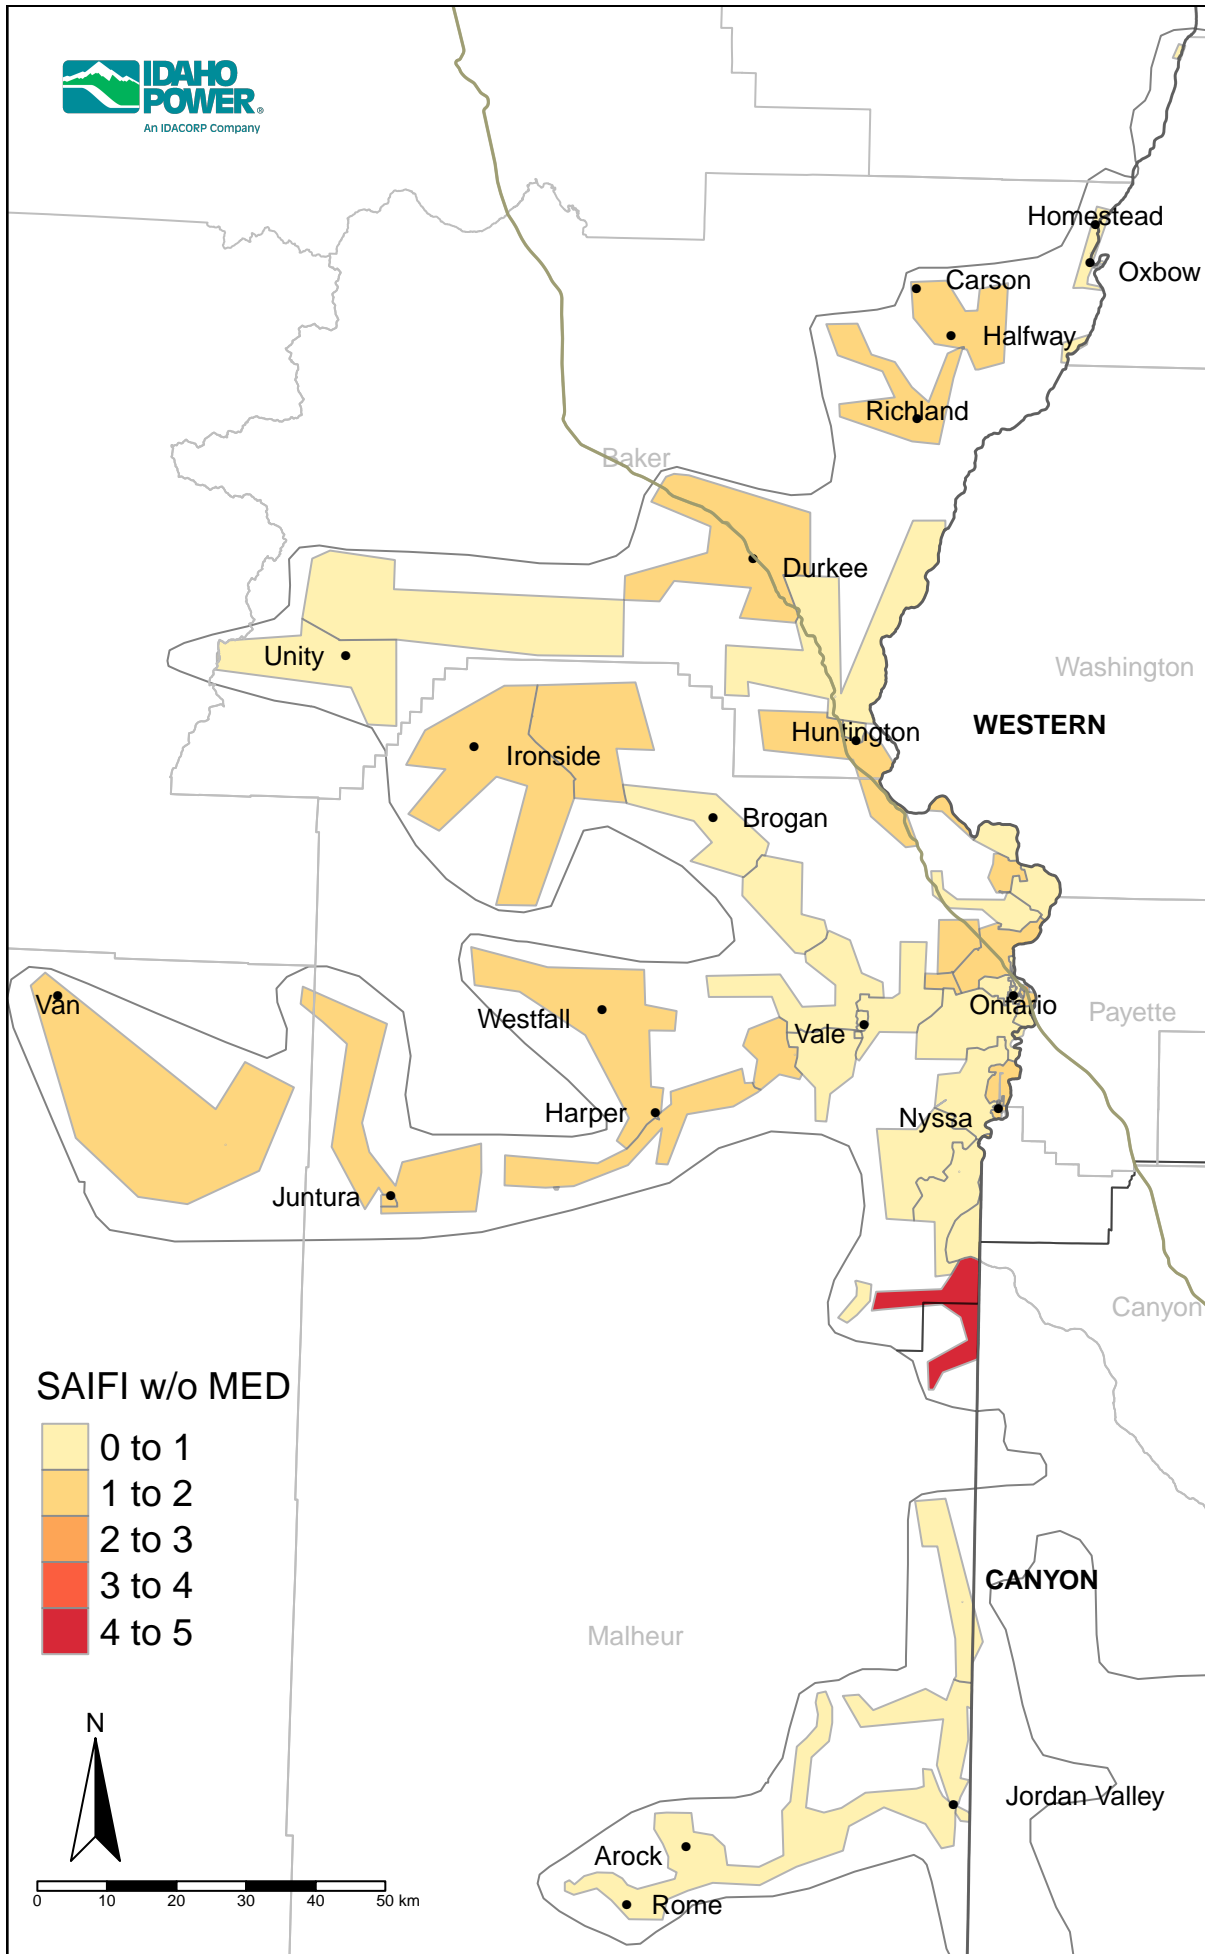 IDAHO
POWER®
An IDACORP Company
Homestead
Oxbow
Carson
Halfway
Richland
Baker
Durkee
Unity
Washington
WESTERN
Huntington
Ironside
Brogan
Van
Westfall
Vale
Ontario
Payette
Harper
Nyssa
Juntura
Canyon
SAIFI w/o MED
0 to 1
1 to 2
2 to 3
3 to 4
4 to 5
CANYON
Malheur
N
Jordan Valley
Arock
Rome
0 10 20 30 40 50 km